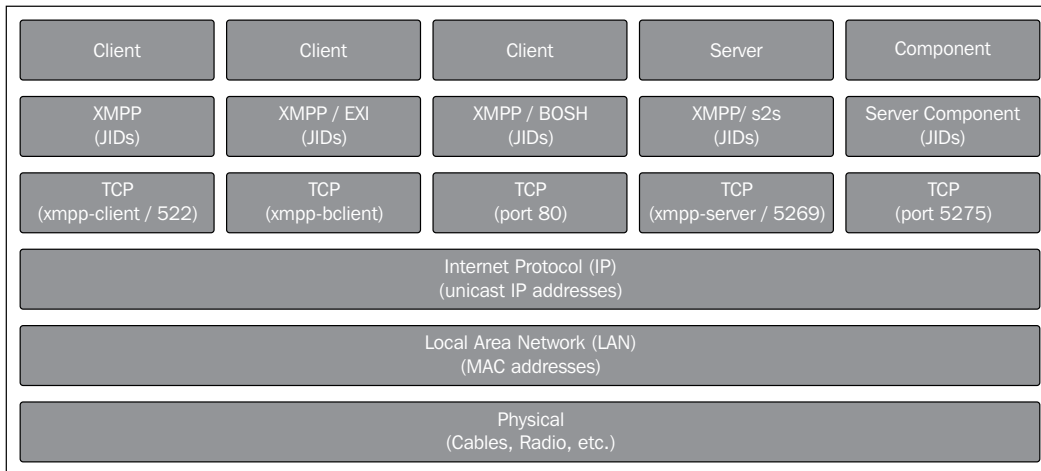 Client
Client
Client
Server
Component
XMPP
(JIDs)
XMPP / EXI
(JIDs)
XMPP / BOSH
(JIDs)
XMPP/ s2s
(JIDs)
Server Component
(JIDs)
TCP
(xmpp-client / 522)
TCP
(xmpp-bclient)
TCP
(port 80)
TCP
(xmpp-server / 5269)
TCP
(port 5275)
Internet Protocol (IP)
(unicast IP addresses)
Local Area Network (LAN)
(MAC addresses)
Physical
(Cables, Radio, etc.)